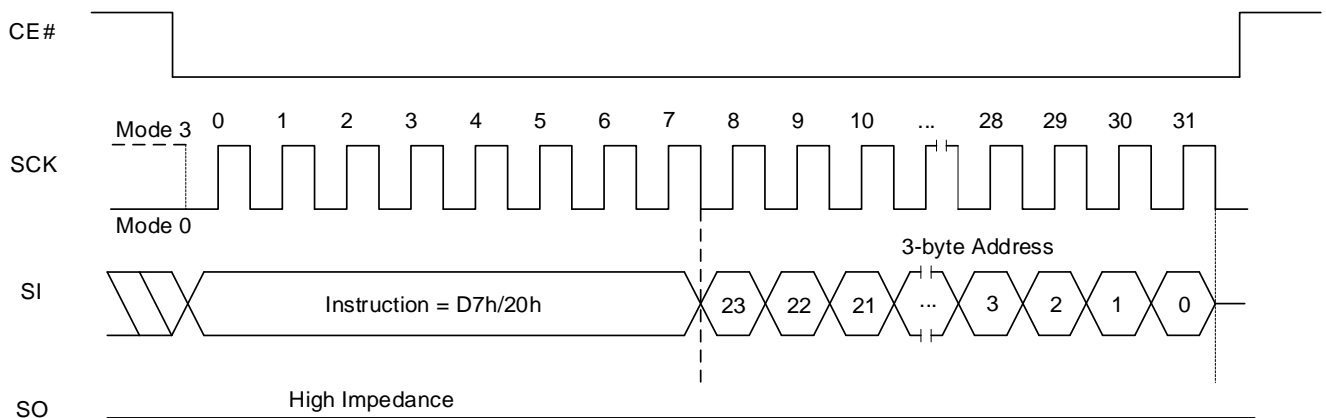 CE#
0 1 2 3 4 5 6 7 8 9 10 ... 28 29 30 31
Mode 3
SCK
Mode 0
3-byte Address
SI
Instruction = D7h/20h 23 22 21 ... 3 2 1 0
High Impedance
SO